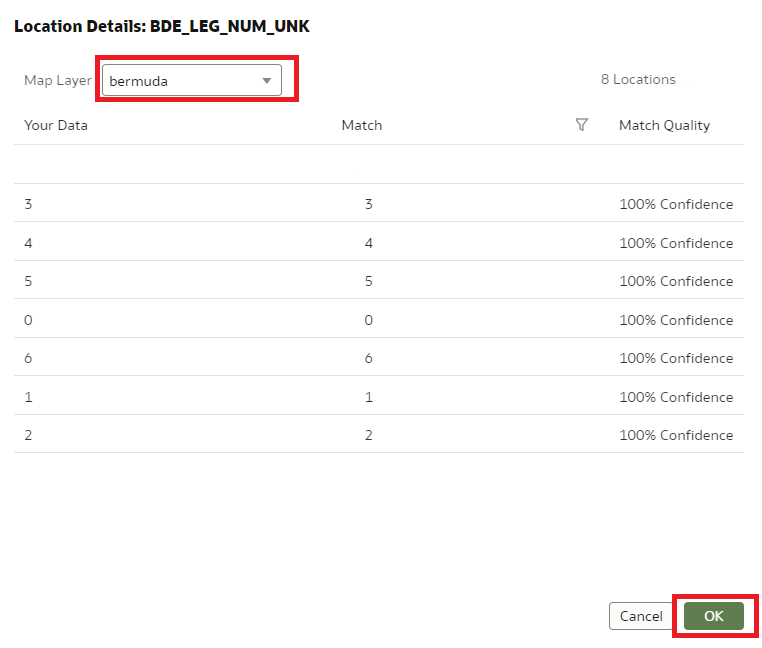 Location Details: BDE_LEG_NUM_UNK
Map Layer bermuda 8 Locations
Your Data Match Match Quality
3 3 100% Confidence
4 4 100% Confidence
5 5 100% Confidence
0 0 100% Confidence
6 6 100% Confidence
1 1 100% Confidence
2 2 100% Confidence
Cancel OK